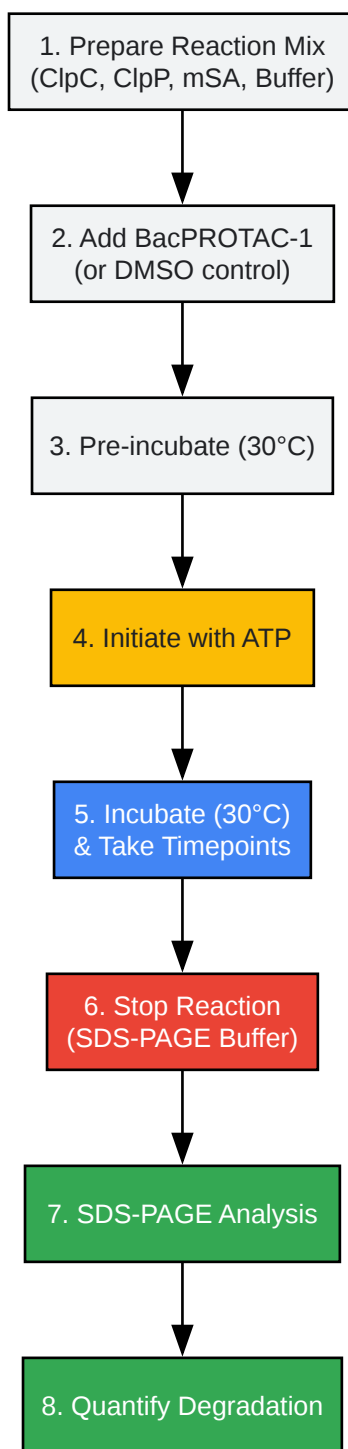 1. Prepare Reaction Mix
(ClpC, ClpP, mSA, Buffer)
2. Add BacPROTAC-1
(or DMSO control)
3. Pre-incubate (30°C)
4. Initiate with ATP
5. Incubate (30°C)
& Take Timepoints
6. Stop Reaction
(SDS-PAGE Buffer)
7. SDS-PAGE Analysis
8. Quantify Degradation